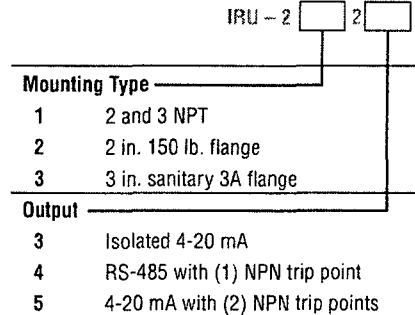 IRU – 2 2
Mounting Type
1 2 and 3 NPT
2 2 in. 150 lb. flange
3 3 in. sanitary 3A flange
Output
3 Isolated 4-20 mA
4 RS-485 with (1) NPN trip point
5 4-20 mA with (2) NPN trip points